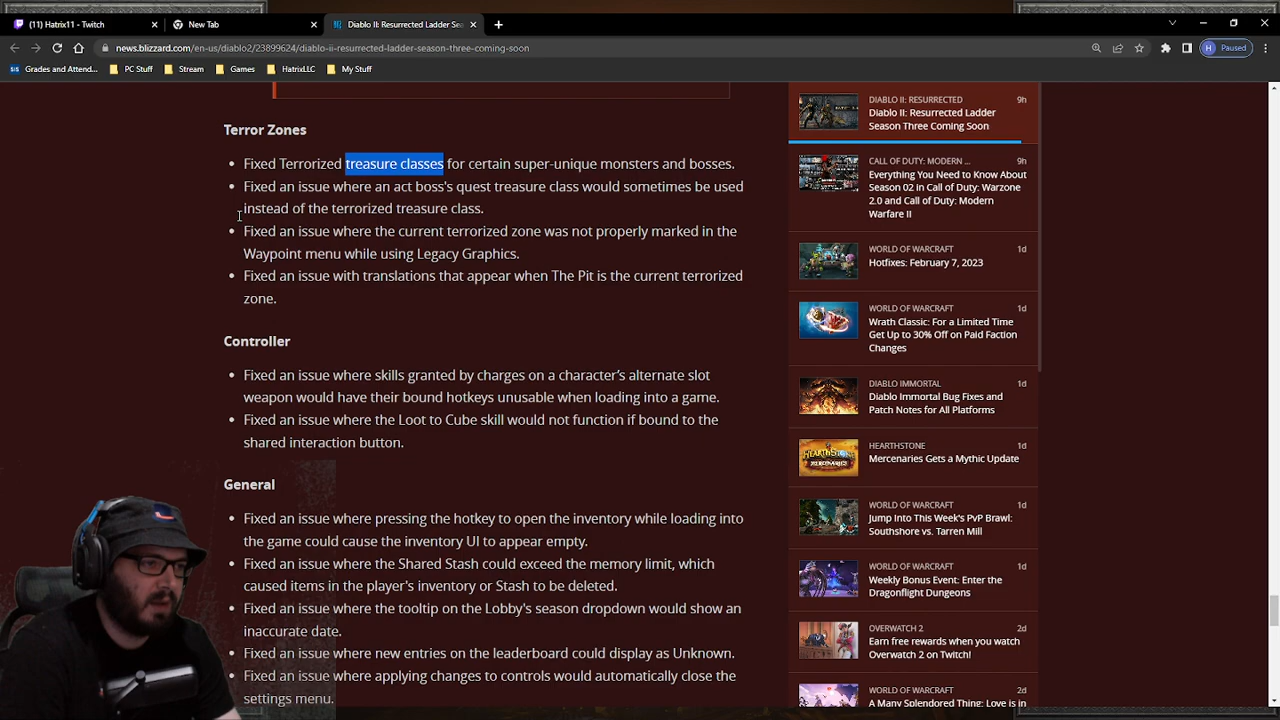 (11) Hatrix11 - Twitch
New Tab
Diablo II: Resurrected Ladder Sea
news.blizzard.com/en-us/diablo2/23899624/diablo-ii-resurrected-ladder-season-three-coming-soon
H Paused
SIS Grades and Attend...
PC Stuff
Stream
Games
HatrixLLC
My Stuff
Terror Zones
Fixed Terrorized treasure classes for certain super-unique monsters and bosses.
Fixed an issue where an act boss's quest treasure class would sometimes be used
instead of the terrorized treasure class.
Fixed an issue where the current terrorized zone was not properly marked in the
Waypoint menu while using Legacy Graphics.
Fixed an issue with translations that appear when The Pit is the current terrorized
zone.
Controller
Fixed an issue where skills granted by charges on a character's alternate slot
weapon would have their bound hotkeys unusable when loading into a game.
Fixed an issue where the Loot to Cube skill would not function if bound to the
shared interaction button.
General
Fixed an issue where pressing the hotkey to open the inventory while loading into
the game could cause the inventory UI to appear empty.
Fixed an issue where the Shared Stash could exceed the memory limit, which
caused items in the player's inventory or Stash to be deleted.
Fixed an issue where the tooltip on the Lobby's season dropdown would show an
inaccurate date.
Fixed an issue where new entries on the leaderboard could display as Unknown.
Fixed an issue where applying changes to controls would automatically close the
settings menu.
DIABLO II: RESURRECTED 9h
Diablo II: Resurrected Ladder
Season Three Coming Soon
CALL OF DUTY: MODERN ... 9h
Everything You Need to Know About
Season 02 in Call of Duty: Warzone
2.0 and Call of Duty: Modern
Warfare II
WORLD OF WARCRAFT 1d
Hotfixes: February 7, 2023
WORLD OF WARCRAFT 1d
Wrath Classic: For a Limited Time
Get Up to 30% Off on Paid Faction
Changes
DIABLO IMMORTAL 1d
Diablo Immortal Bug Fixes and
Patch Notes for All Platforms
HEARTHSTONE 1d
Mercenaries Gets a Mythic Update
WORLD OF WARCRAFT 1d
Jump Into This Week's PvP Brawl:
Southshore vs. Tarren Mill
WORLD OF WARCRAFT 1d
Weekly Bonus Event: Enter the
Dragonflight Dungeons
OVERWATCH 2 2d
Earn free rewards when you watch
Overwatch 2 on Twitch!
WORLD OF WARCRAFT 2d
A Many Splendored Thing: Love is in